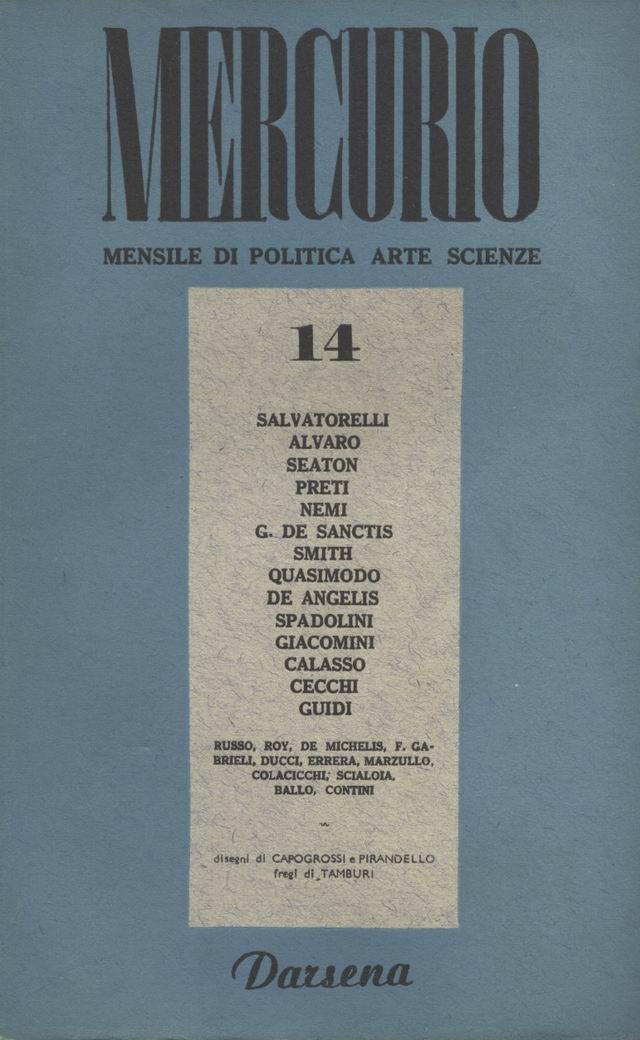 MERCURIO
MENSILE DI POLITICA ARTE SCIENZE
14
SALVATORELLI
ALVARO
SEATON
PRETI
NEMI
G. DE SANCTIS
SMITH
QUASIMODO
DE ANGELIS
SPADOLINI
GIACOMINI
CALASSO
CECCHI
GUIDI
RUSSO, ROY, DE MICHELIS, F. GA-
BRIELI, DUCCI, ERRERA, MARZULLO,
COLACICCHI, SCIALOIA,
BALLO, CONTINI
~
disegni di CAPOGROSSI e PIRANDELLO
fregi di TAMBURI
Darsena